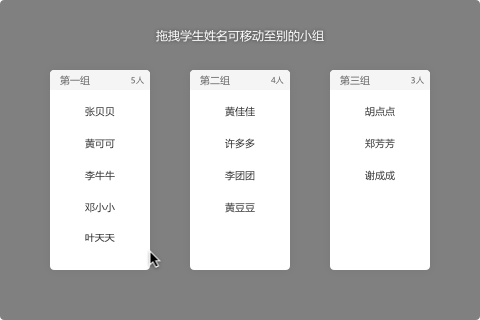 拖拽学生姓名可移动至别的小组
第一组 5人
张贝贝
黄可可
李牛牛
邓小小
叶天天
第二组 4人
黄佳佳
许多多
李团团
黄豆豆
第三组 3人
胡点点
郑芳芳
谢成成